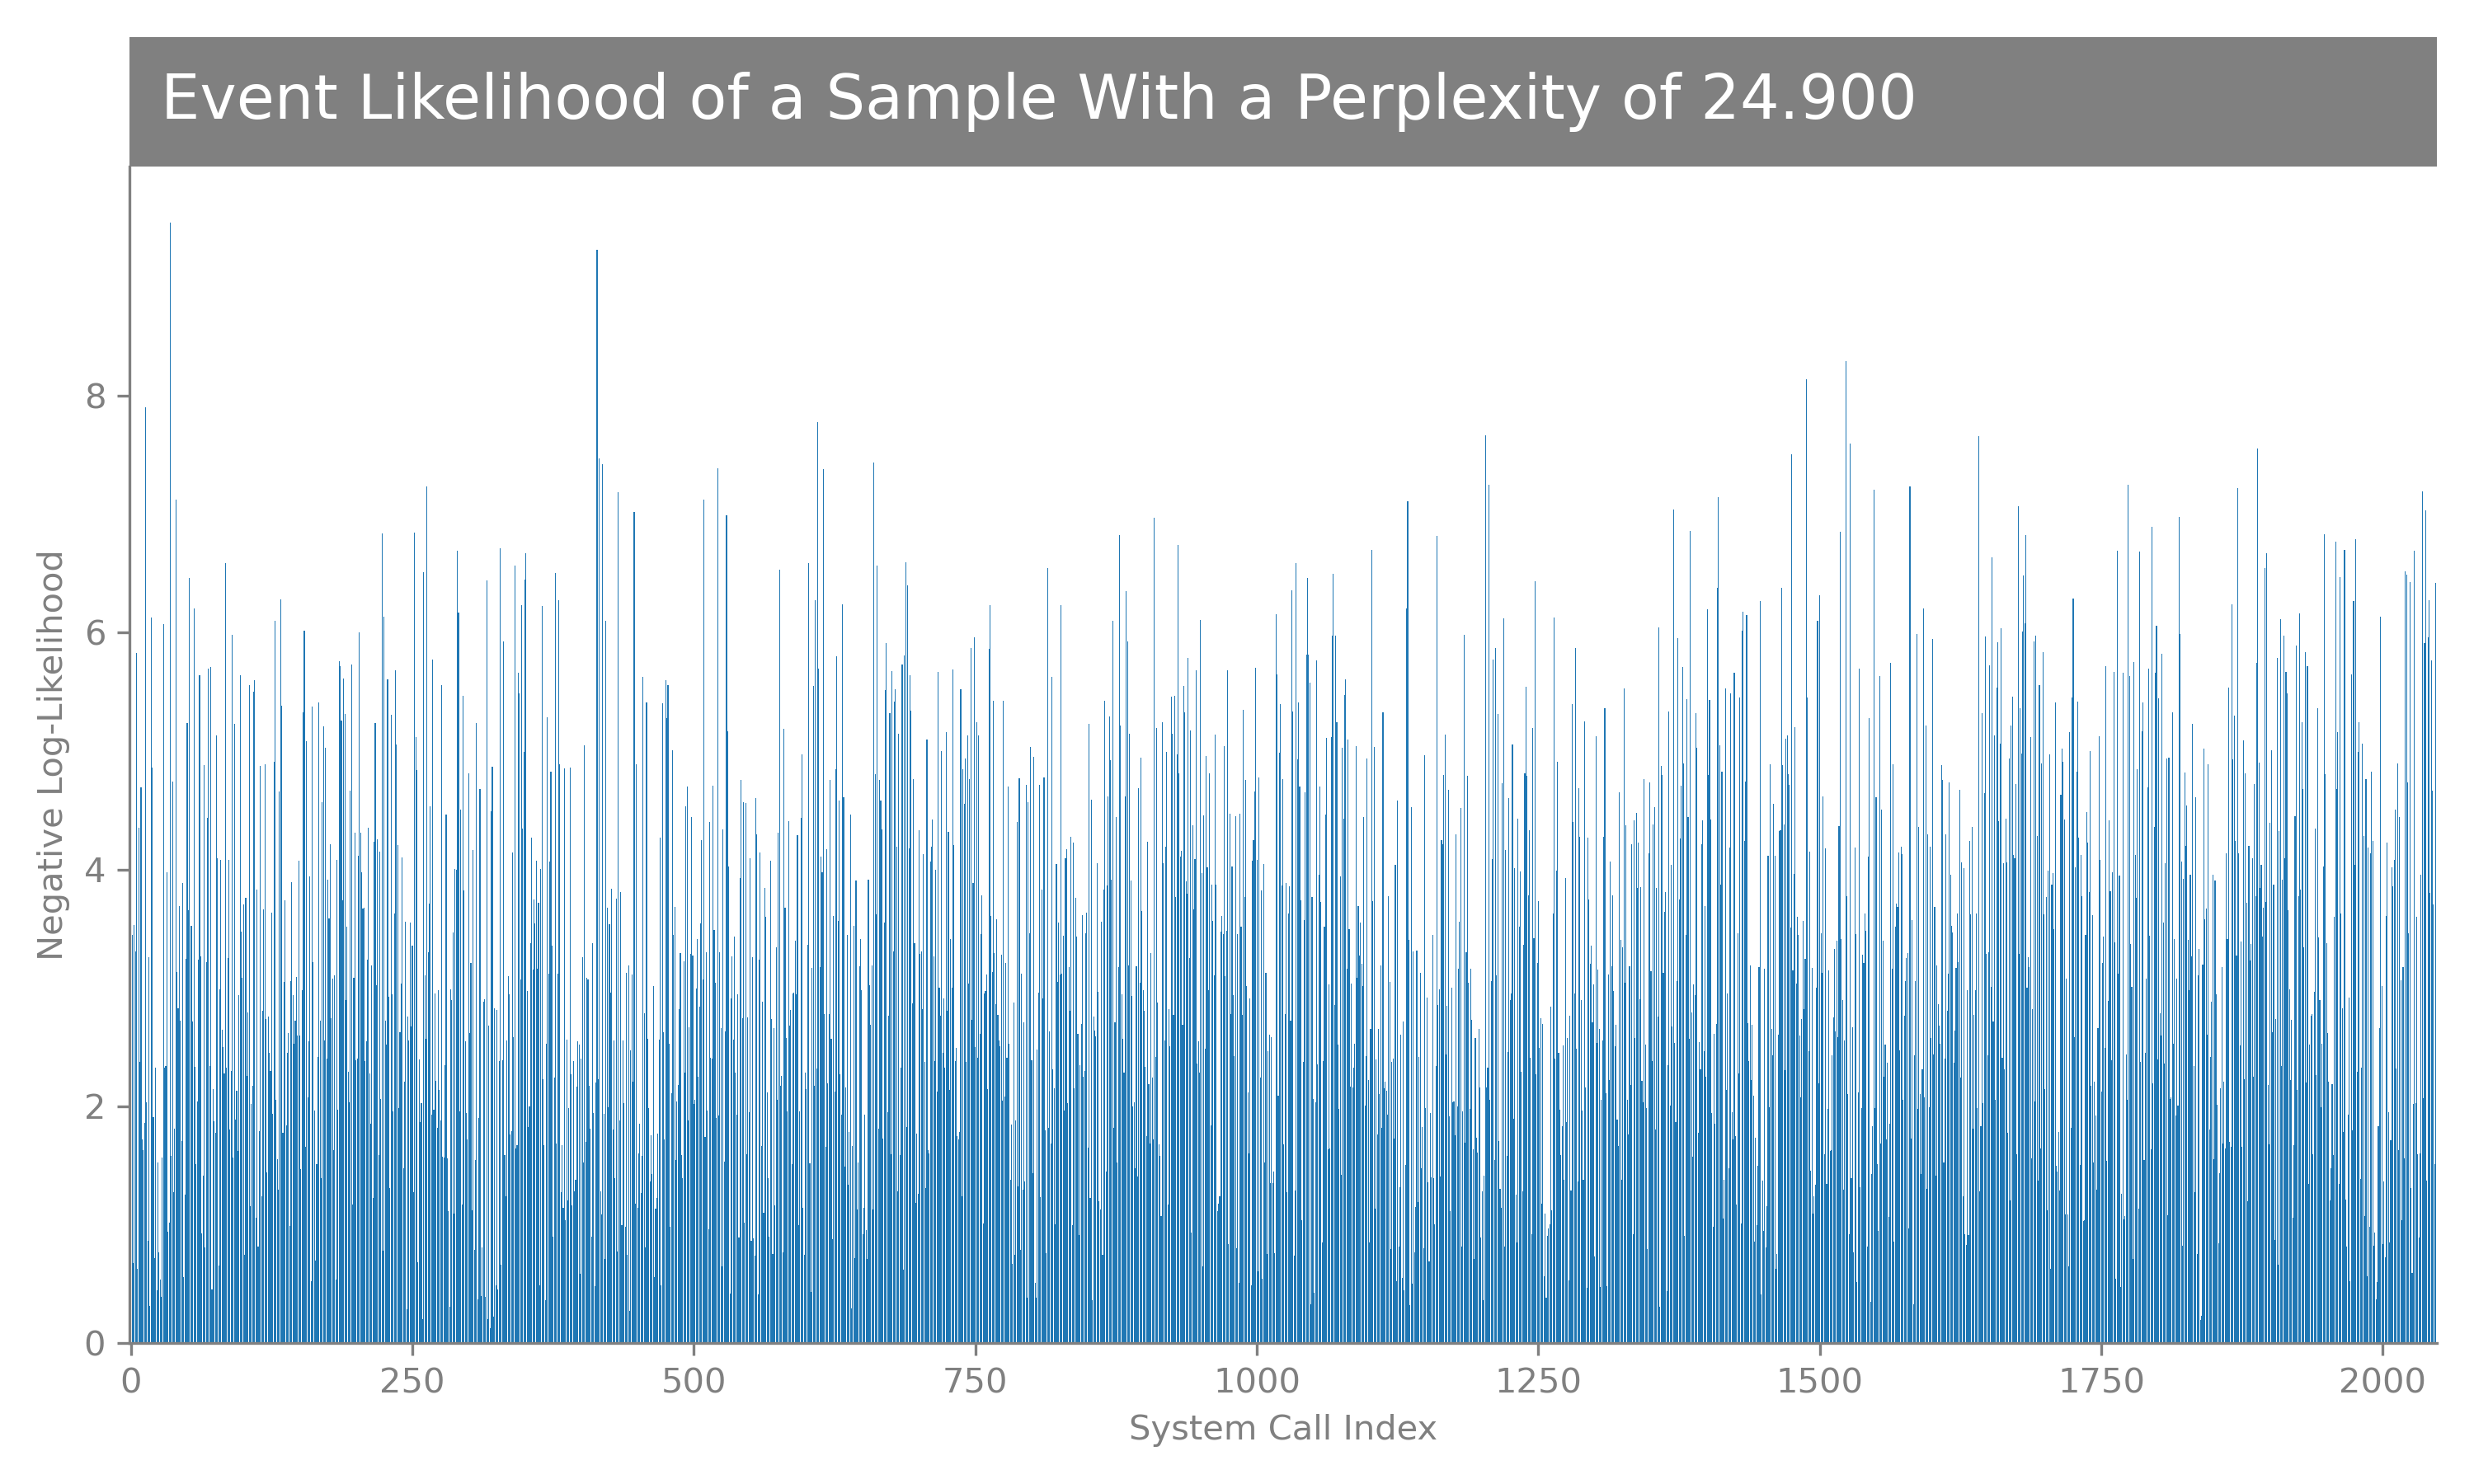 Event Likelihood of a Sample With a Perplexity of 24.900
Negative Log-Likelihood
8
6
4
2
0
0 250 500 750 1000 1250 1500 1750 2000
System Call Index